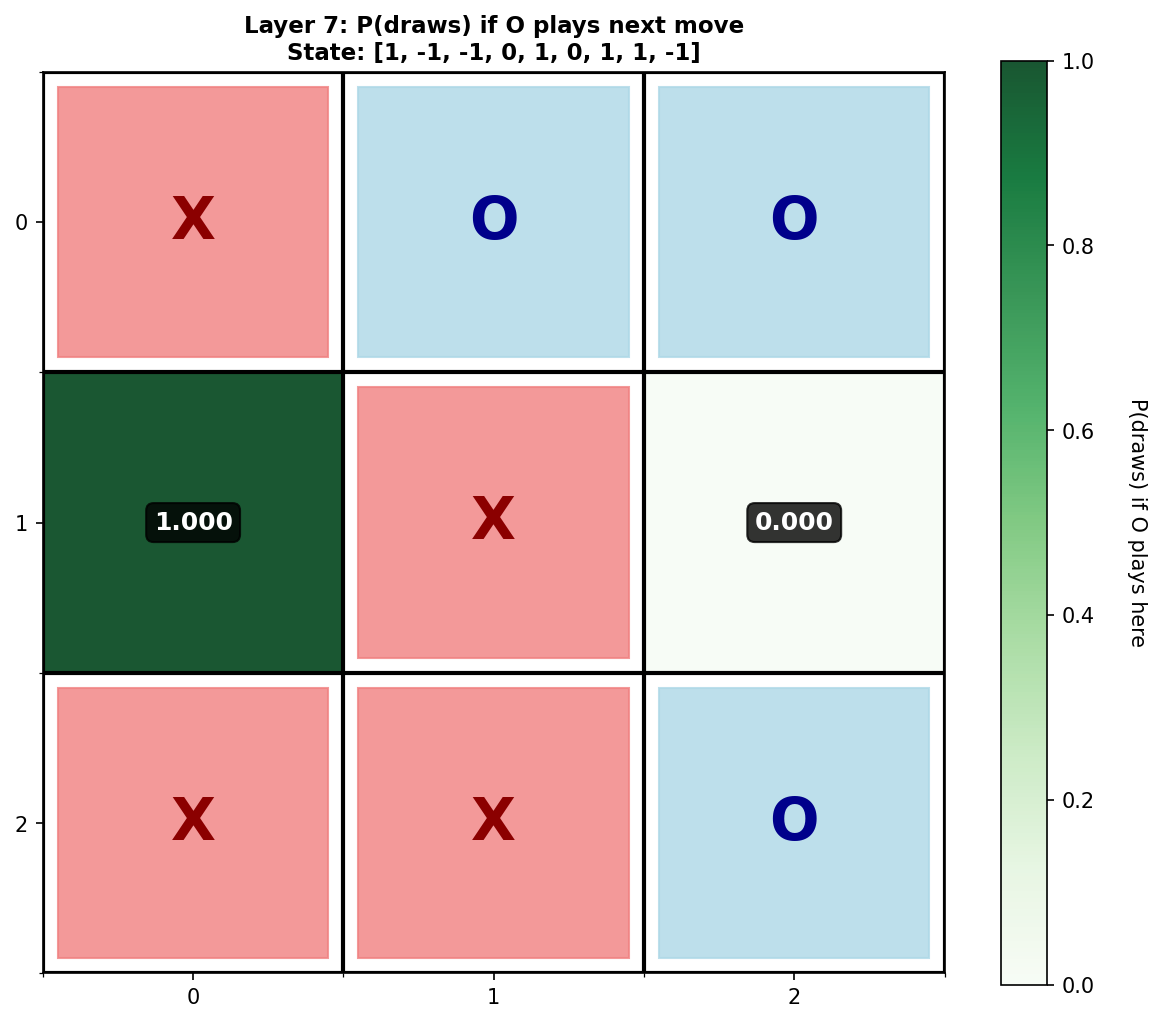 Layer 7: P(draws) if O plays next move
State: [1, -1, -1, 0, 1, 0, 1, 1, -1]
0
X
O
O
1
1.000
X
0.000
2
X
X
O
0
1
2
1.0
0.8
0.6
0.4
0.2
0.0
P(draws) if O plays here